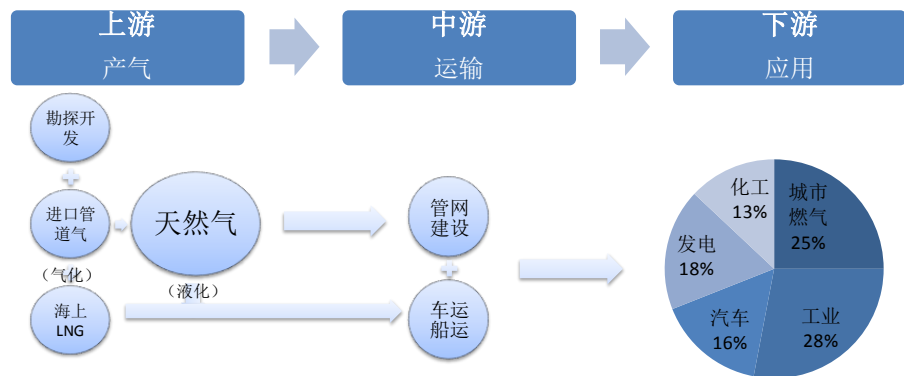 上游
产气
中游
运输
下游
应用
勘探开
发
进口管
道气
（气化）
海上
LNG
天然气
（液化）
管网
建设
车运
船运
化工
13%
城市
燃气
25%
发电
18%
汽车
16%
工业
28%